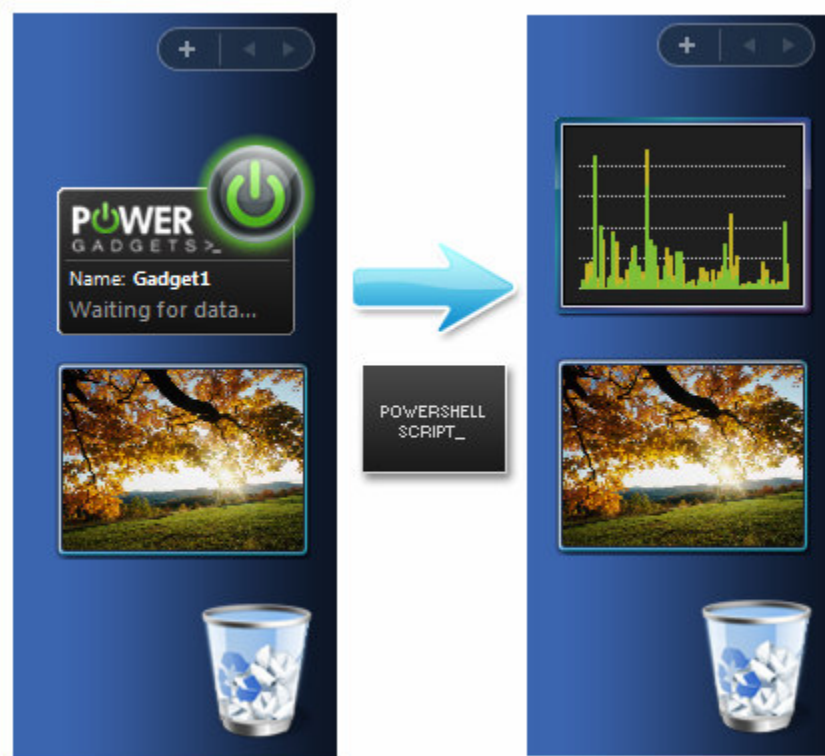 POWER
GADGETS>_
Name: Gadget1
Waiting for data...
POWERSHELL
SCRIPT_